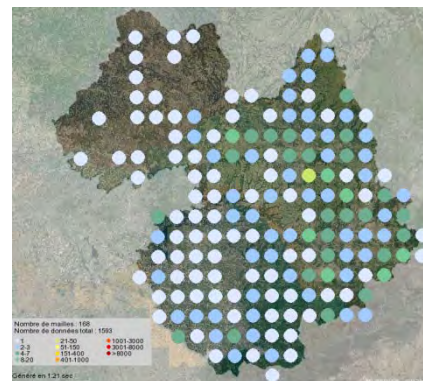 Nombre de mailles : 168
Nombre de données total : 1593
1 21-50 1001-3000
2-3 51-150 3001-8000
4-7 151-400 >8000
8-20 401-1000
Généré en 1.21 sec